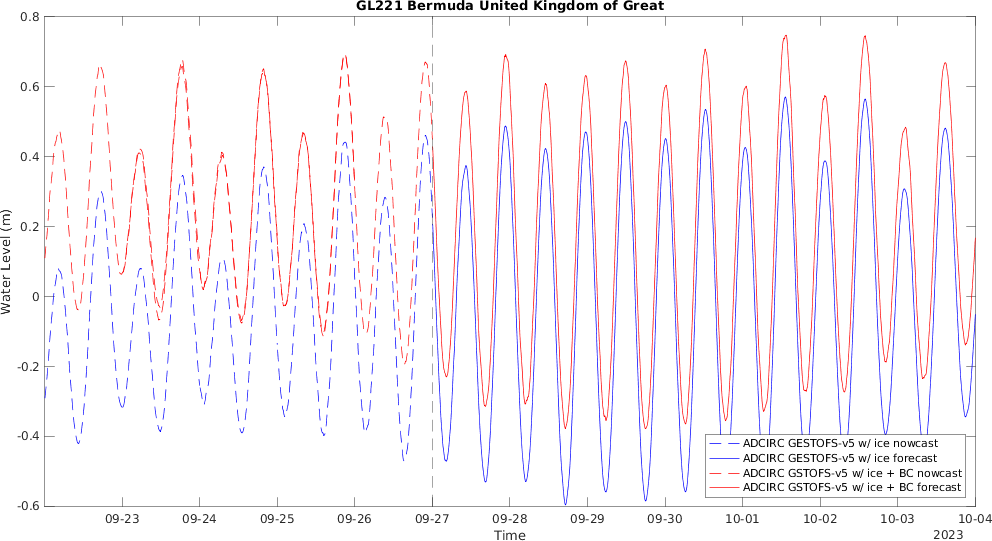 GL221 Bermuda United Kingdom of Great
0.8
0.6
0.4
0.2
0
-0.2
-0.4
-0.6
Water Level (m)
ADCIRC GESTOFS-v5 w/ ice nowcast
ADCIRC GESTOFS-v5 w/ ice forecast
ADCIRC GSTOFS-v5 w/ ice + BC nowcast
ADCIRC GSTOFS-v5 w/ ice + BC forecast
09-23 09-24 09-25 09-26 09-27 09-28 09-29 09-30 10-01 10-02 10-03 10-04
Time
2023